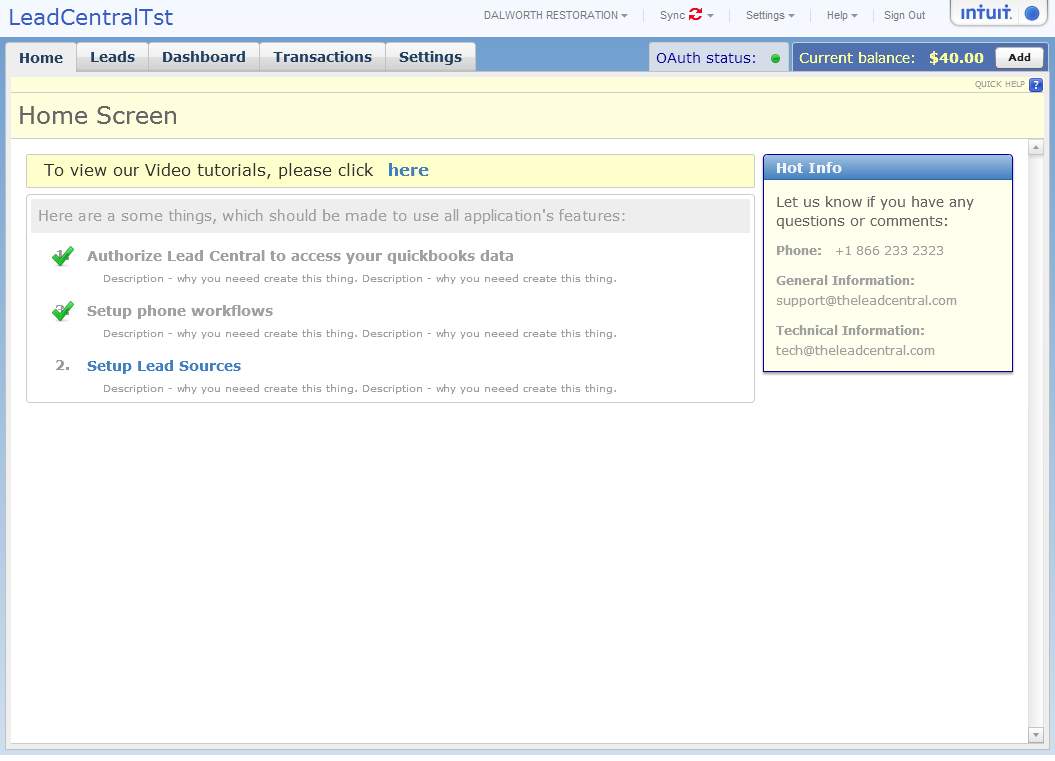 LeadCentralTst
DALWORTH RESTORATION Sync Settings Help Sign Out intuit.
Home Leads Dashboard Transactions Settings OAuth status: Current balance: $40.00 Add
QUICK HELP ?
Home Screen
To view our Video tutorials, please click here
Here are a some things, which should be made to use all application's features:
1. Authorize Lead Central to access your quickbooks data
Description - why you neeed create this thing. Description - why you neeed create this thing.
3. Setup phone workflows
Description - why you neeed create this thing. Description - why you neeed create this thing.
2. Setup Lead Sources
Description - why you neeed create this thing. Description - why you neeed create this thing.
Hot Info
Let us know if you have any
questions or comments:
Phone: +1 866 233 2323
General Information:
support@theleadcentral.com
Technical Information:
tech@theleadcentral.com